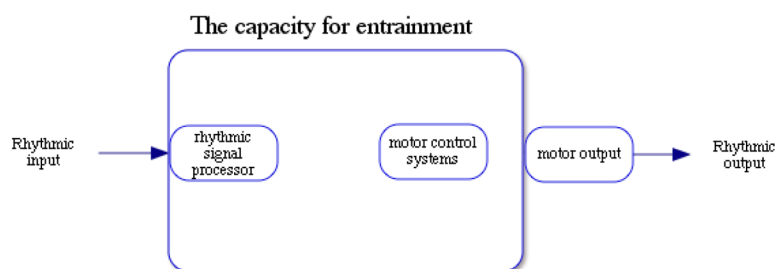 The capacity for entrainment
Rhythmic
input
rhythmic
signal
processor
motor control
systems
motor output
Rhythmic
output